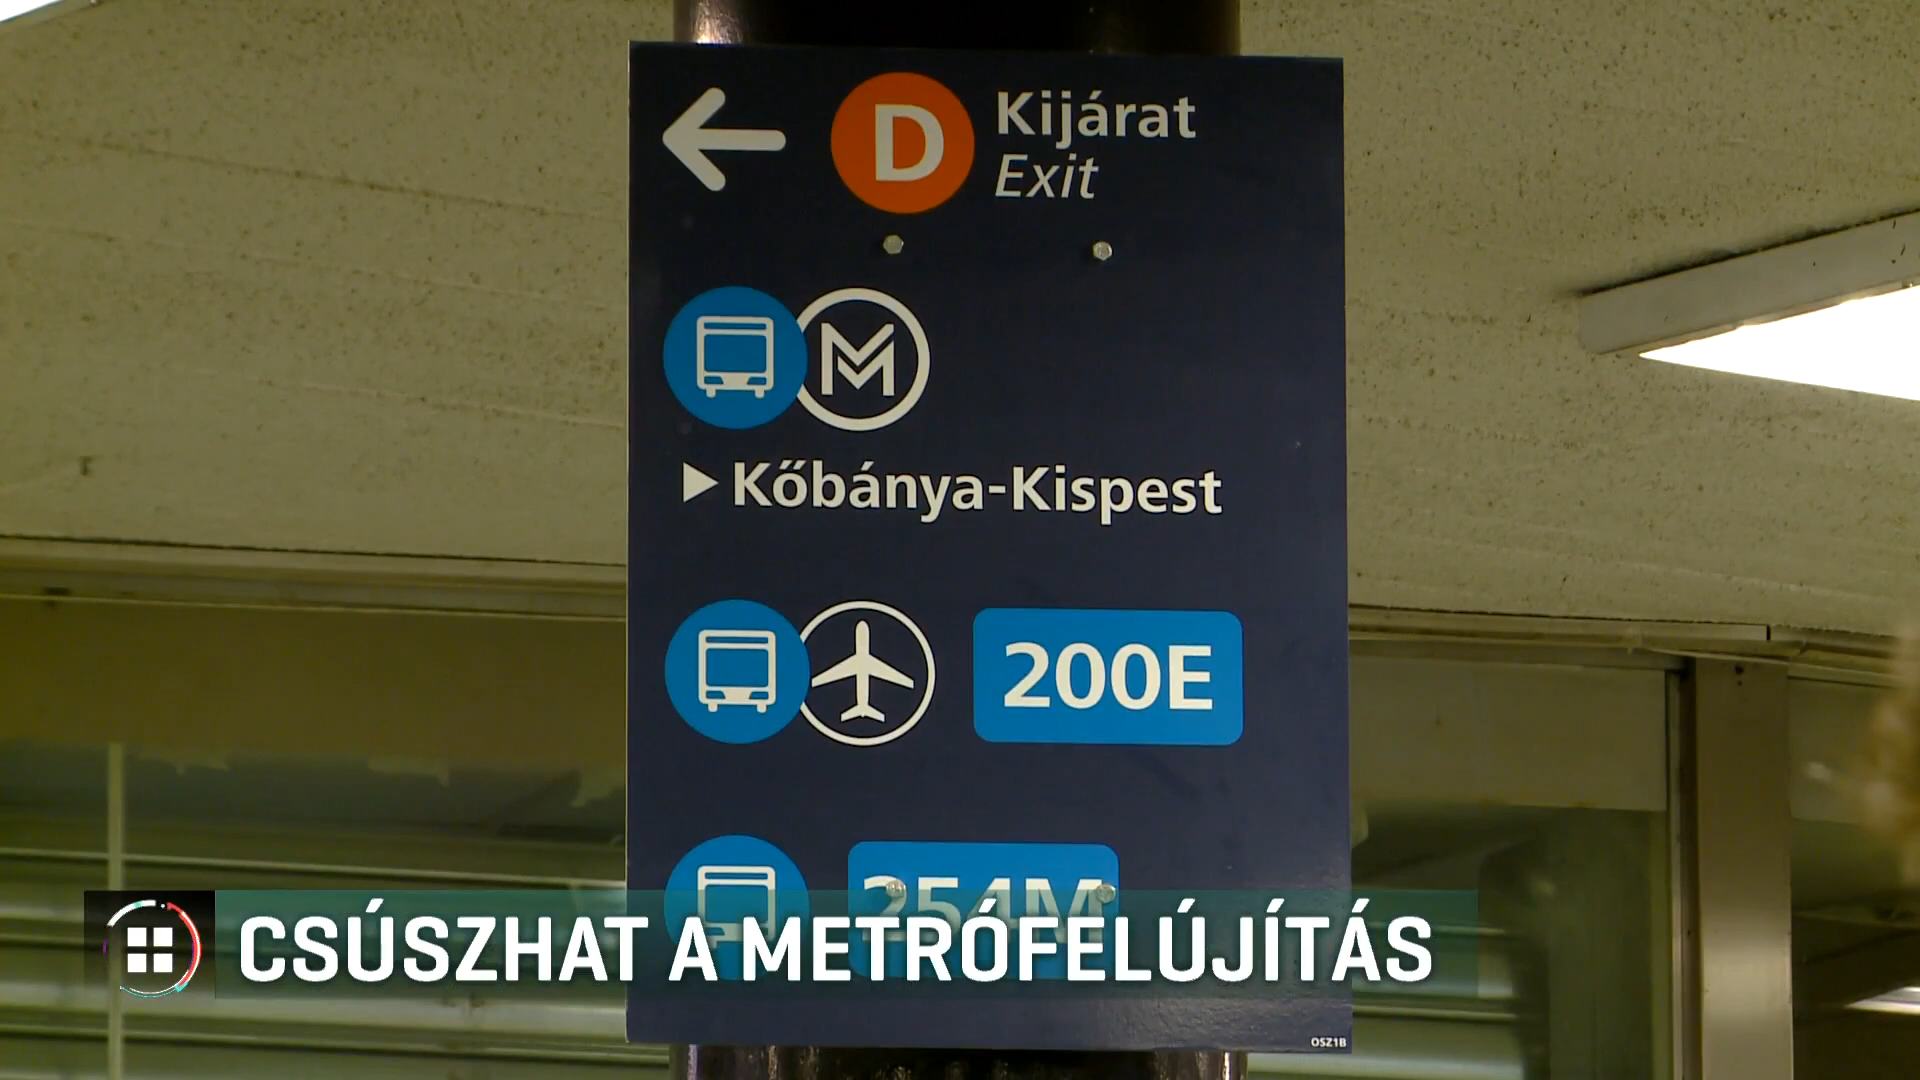 D Kijárat
Exit
M
Kőbánya-Kispest
200E
254M
CSÚSZHAT A METRÓFELÚJÍTÁS
OSZ1B